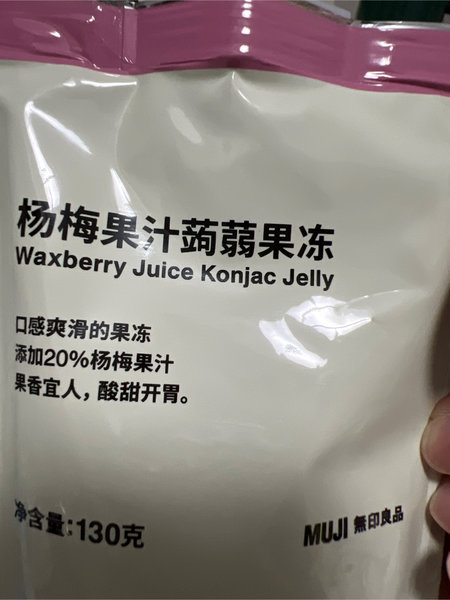 杨梅果汁蒟蒻果冻
Waxberry Juice Konjac Jelly
口感爽滑的果冻
添加20%杨梅果汁
果香宜人，酸甜开胃。
净含量:130克
MUJI 無印良品